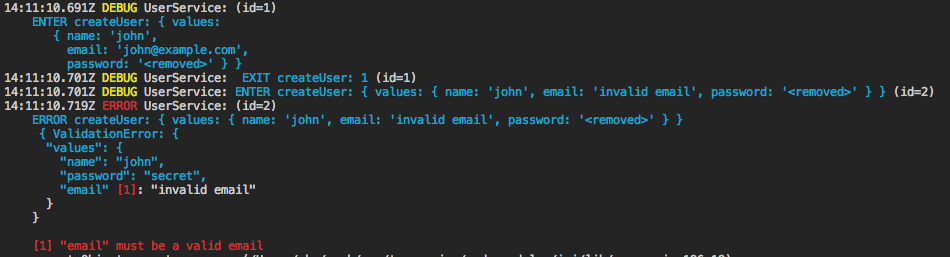 14:11:10.691Z DEBUG UserService: (id=1)
ENTER createUser: { values:
{ name: 'john',
email: 'john@example.com',
password: '<removed>' } }
14:11:10.701Z DEBUG UserService:  EXIT createUser: 1 (id=1)
14:11:10.701Z DEBUG UserService: ENTER createUser: { values: { name: 'john', email: 'invalid email', password: '<removed>' } } (id=2)
14:11:10.719Z ERROR UserService: (id=2)
ERROR createUser: { values: { name: 'john', email: 'invalid email', password: '<removed>' } }
{ ValidationError: {
"values": {
"name": "john",
"password": "secret",
"email" [1]: "invalid email"
}
}
[1] "email" must be a valid email